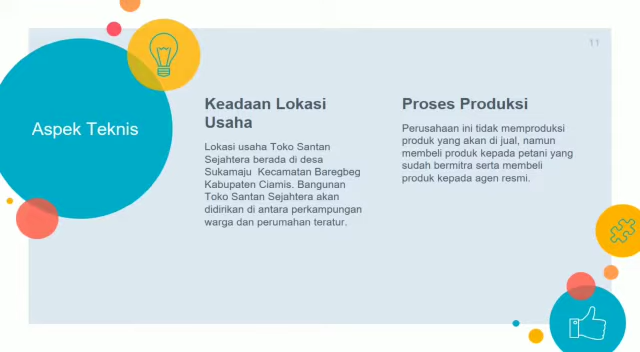 11
Aspek Teknis
Keadaan Lokasi
Usaha
Lokasi usaha Toko Santan
Sejahtera berada di desa
Sukamaju Kecamatan Baregbeg
Kabupaten Ciamis. Bangunan
Toko Santan Sejahtera akan
didirikan di antara perkampungan
warga dan perumahan teratur.
Proses Produksi
Perusahaan ini tidak memproduksi
produk yang akan di jual, namun
membeli produk kepada petani yang
sudah bermitra serta membeli
produk kepada agen resmi.